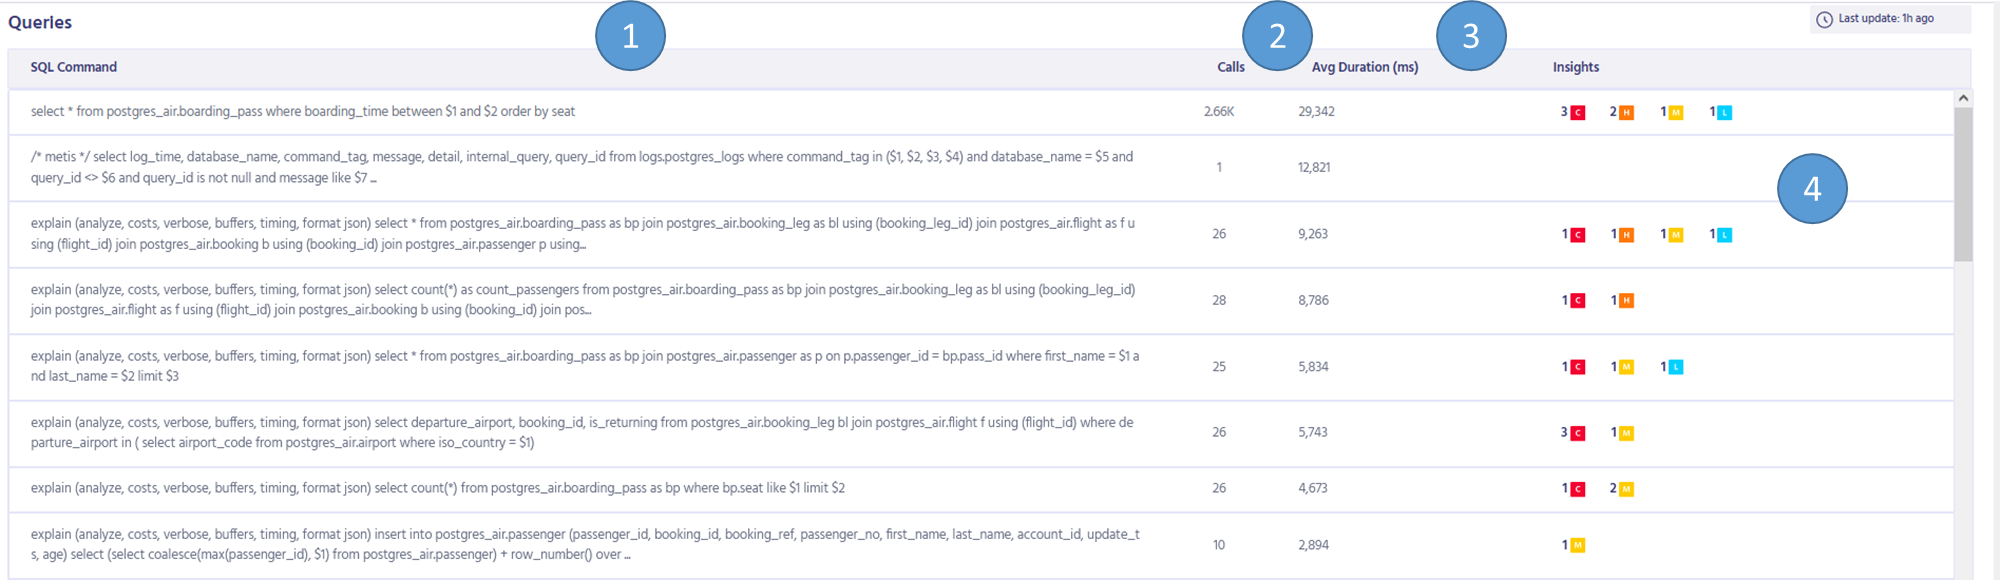 Queries
1
2
3
Last update: 1h ago
SQL Command
Calls
Avg Duration (ms)
Insights
select * from postgres_air.boarding_pass where boarding_time between $1 and $2 order by seat
2.66K
29,342
3 C 2 H 1 M 1 L
/* metis */ select log_time, database_name, command_tag, message, detail, internal_query, query_id from logs.postgres_logs where command_tag in ($1, $2, $3, $4) and database_name = $5 and
query_id <> $6 and query_id is not null and message like $7 ...
1
12,821
4
explain (analyze, costs, verbose, buffers, timing, format json) select * from postgres_air.boarding_pass as bp join postgres_air.booking_leg as bl using (booking_leg_id) join postgres_air.flight as f u
sing (flight_id) join postgres_air.booking b using (booking_id) join postgres_air.passenger p using...
26
9,263
1 C 1 H 1 M 1 L
explain (analyze, costs, verbose, buffers, timing, format json) select count(*) as count_passengers from postgres_air.boarding_pass as bp join postgres_air.booking_leg as bl using (booking_leg_id)
join postgres_air.flight as f using (flight_id) join postgres_air.booking b using (booking_id) join pos...
28
8,786
1 C 1 H
explain (analyze, costs, verbose, buffers, timing, format json) select * from postgres_air.boarding_pass as bp join postgres_air.passenger as p on p.passenger_id = bp.pass_id where first_name = $1 a
nd last_name = $2 limit $3
25
5,834
1 C 1 M 1 L
explain (analyze, costs, verbose, buffers, timing, format json) select departure_airport, booking_id, is_returning from postgres_air.booking_leg bl join postgres_air.flight f using (flight_id) where de
parture_airport in ( select airport_code from postgres_air.airport where iso_country = $1)
26
5,743
3 C 1 M
explain (analyze, costs, verbose, buffers, timing, format json) select count(*) from postgres_air.boarding_pass as bp where bp.seat like $1 limit $2
26
4,673
1 C 2 M
explain (analyze, costs, verbose, buffers, timing, format json) insert into postgres_air.passenger (passenger_id, booking_id, booking_ref, passenger_no, first_name, last_name, account_id, update_t
s, age) select (select coalesce(max(passenger_id), $1) from postgres_air.passenger) + row_number() over ...
10
2,894
1 M